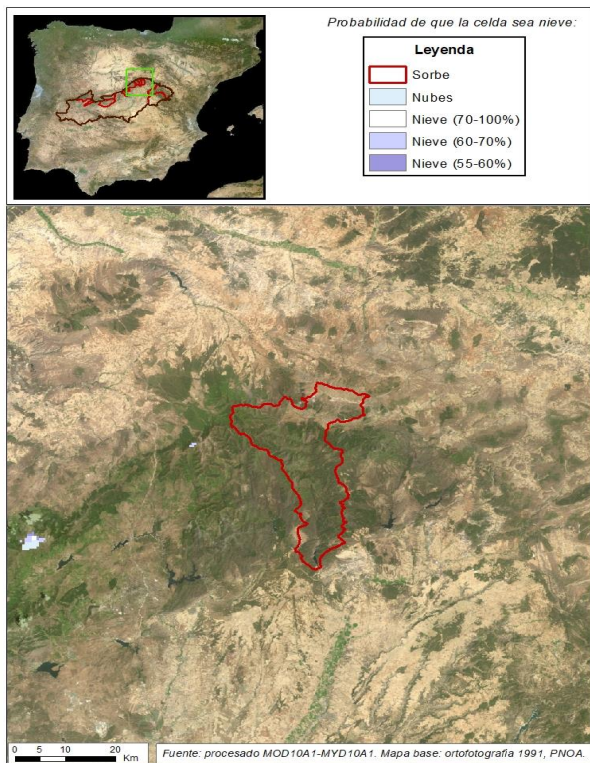 Probabilidad de que la celda sea nieve:
Leyenda
Sorbe
Nubes
Nieve (70-100%)
Nieve (60-70%)
Nieve (55-60%)
0 5 10 20
Km
Fuente: procesado MOD10A1-MYD10A1. Mapa base: ortofotografía 1991, PNOA.